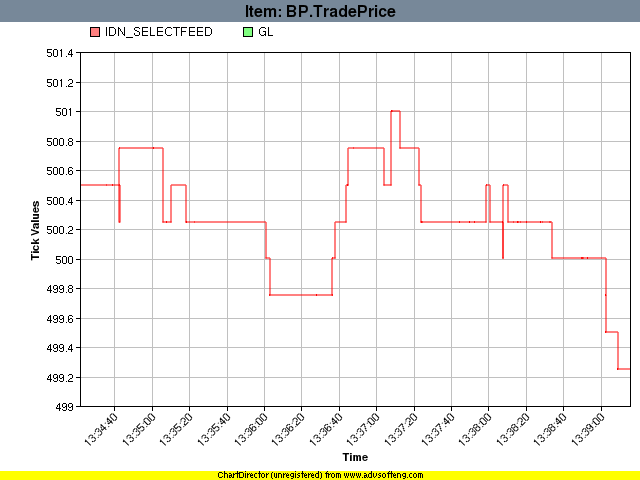 Item: BP.TradePrice
IDN_SELECTFEED GL
501.4
501.2
501
500.8
500.6
500.4
500.2
500
499.8
499.6
499.4
499.2
499
Tick Values
13:34:40 13:35:00 13:35:20 13:35:40 13:36:00 13:36:20 13:36:40 13:37:00 13:37:20 13:37:40 13:38:00 13:38:20 13:38:40 13:39:00
Time
ChartDirector (unregistered) from www.advsofteng.com